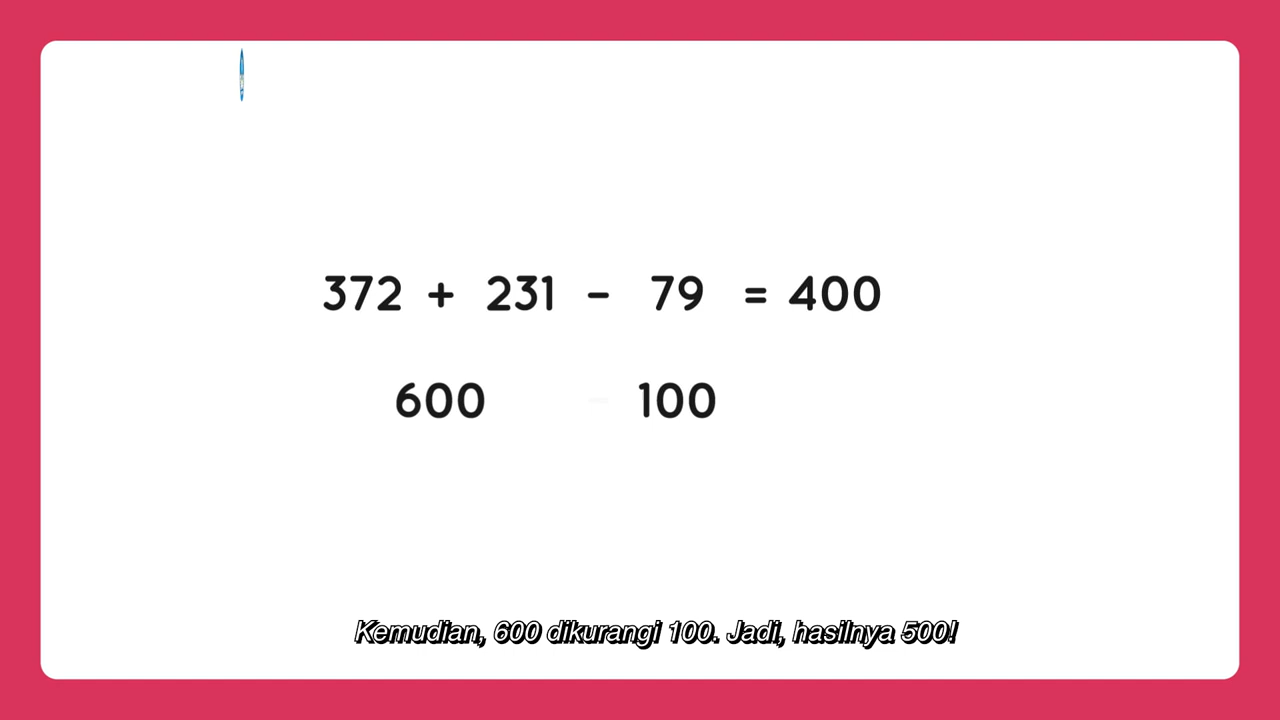 372 + 231 - 79 = 400
600 - 100
Kemudian, 600 dikurangi 100. Jadi, hasilnya 500!